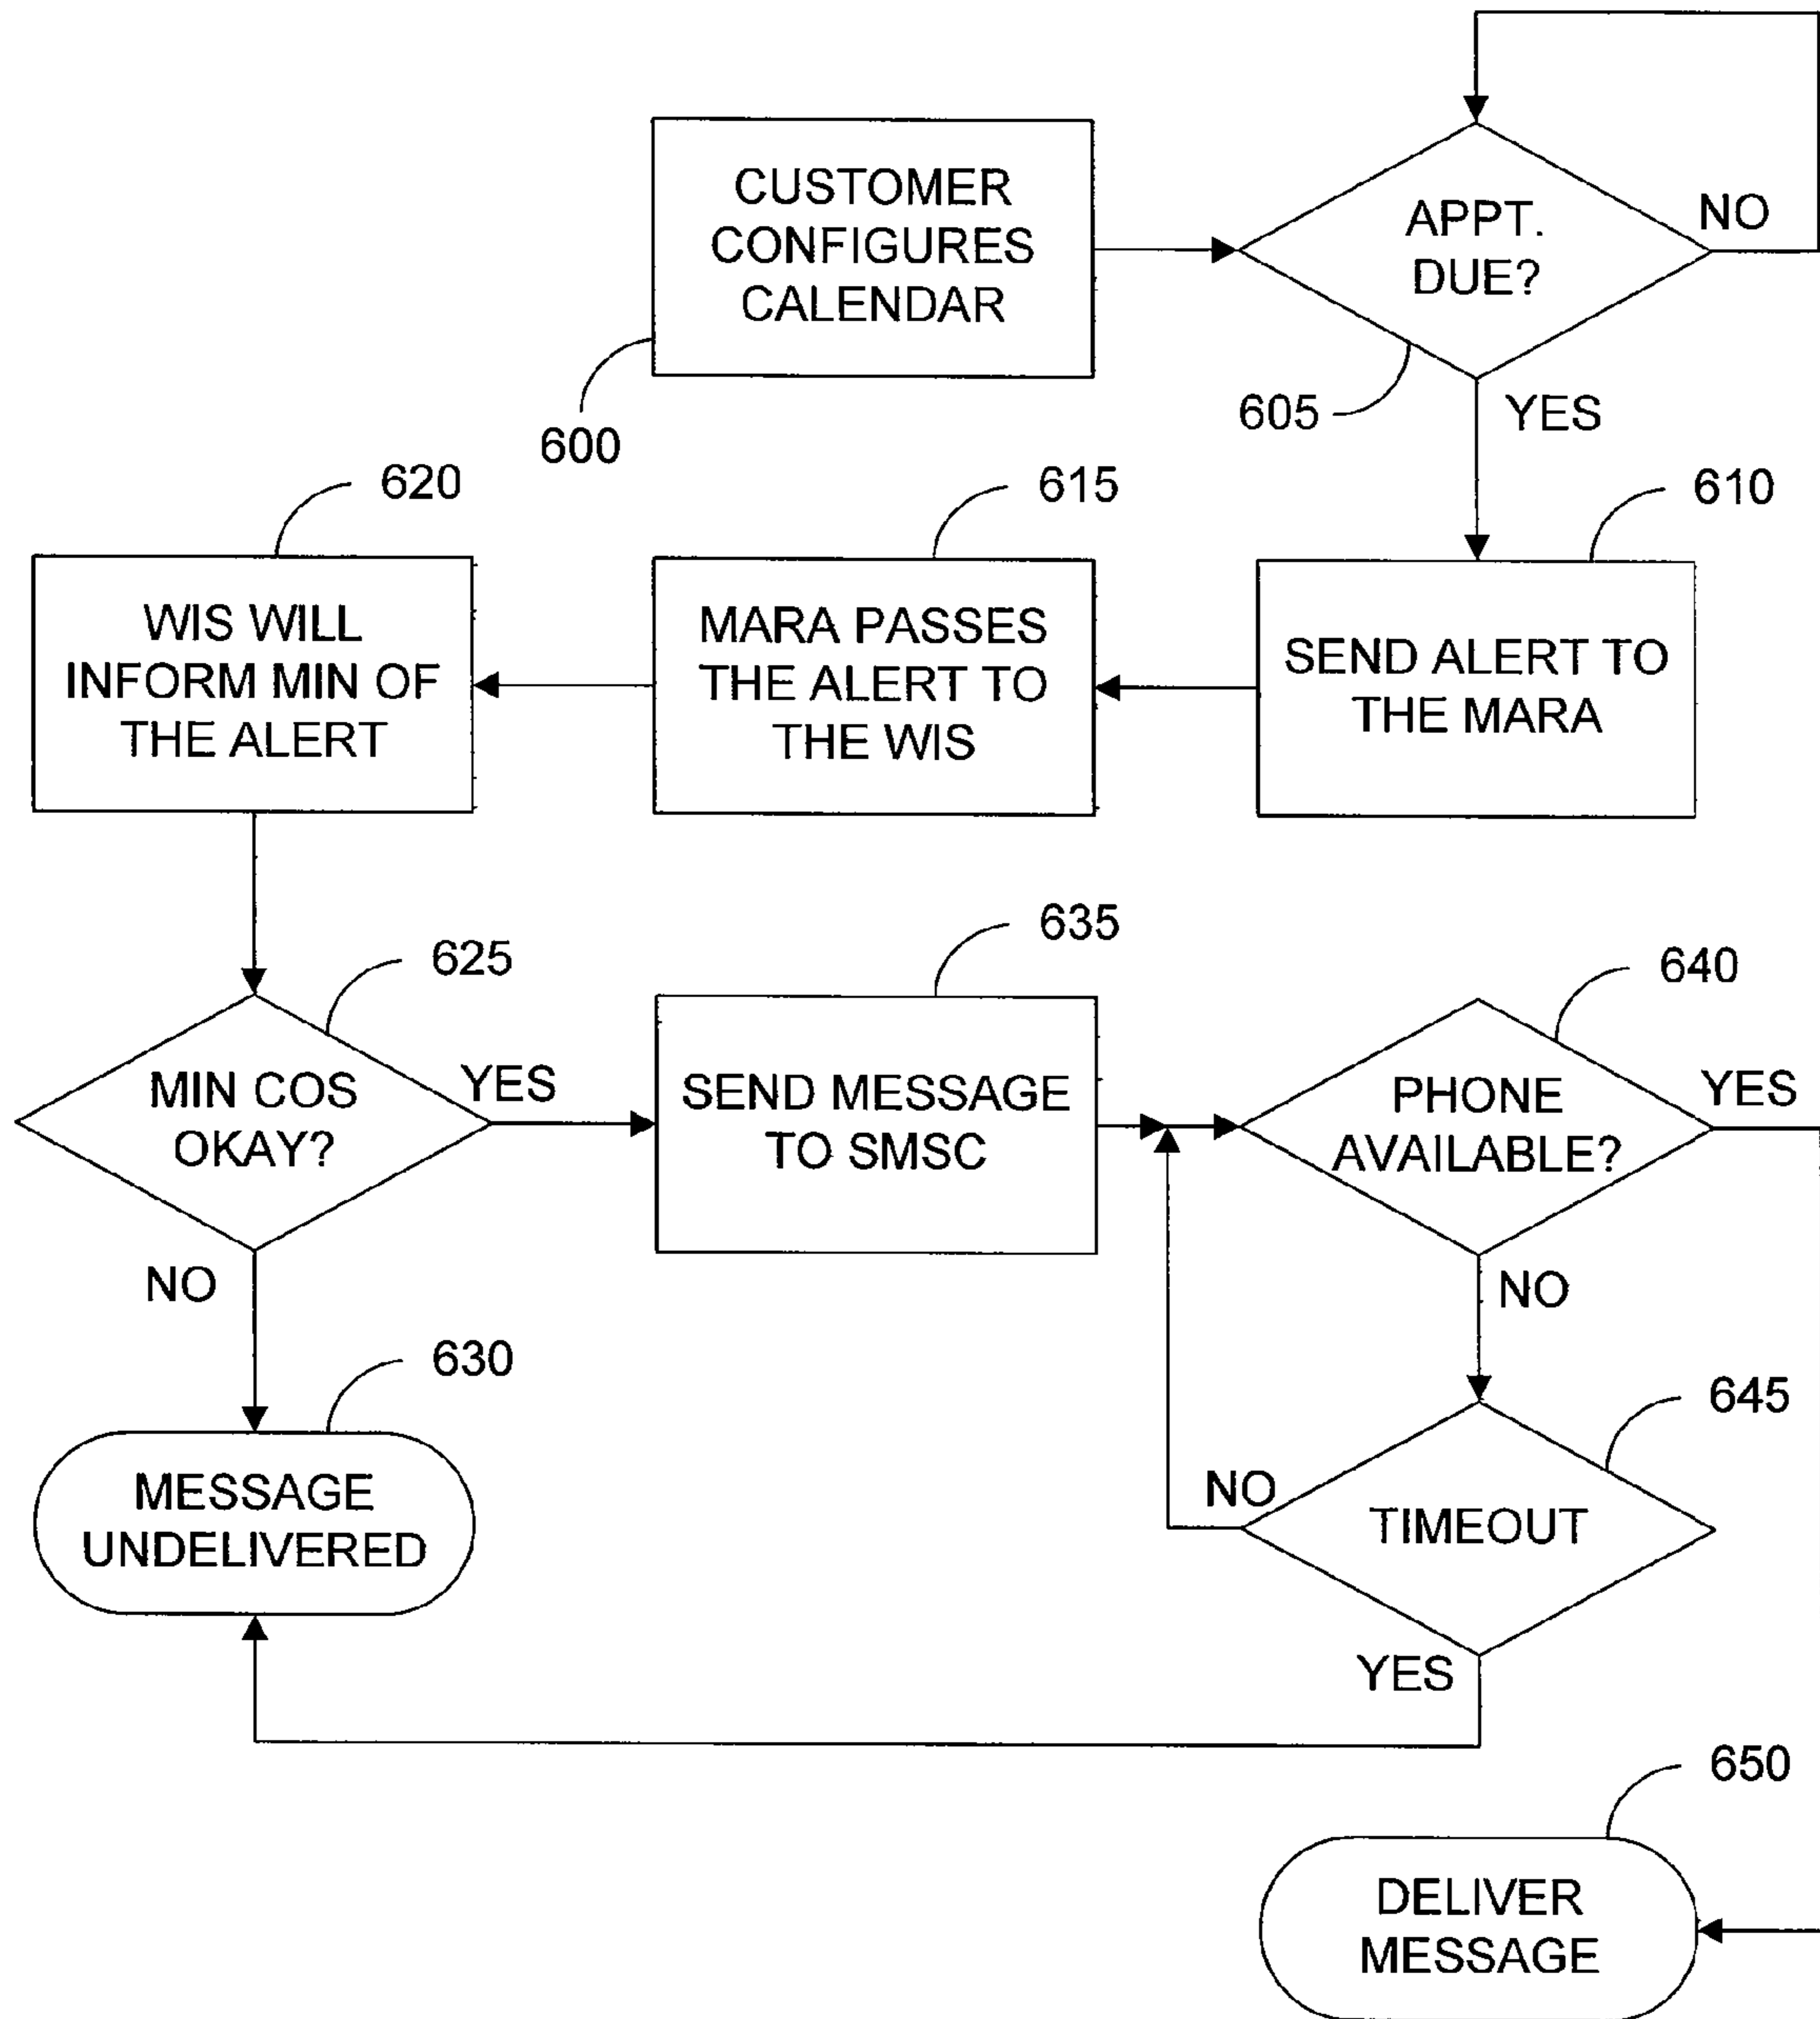 CUSTOMER
CONFIGURES
CALENDAR
600
APPT.
DUE?
NO
605
YES
620
615
610
WIS WILL
INFORM MIN OF
THE ALERT
MARA PASSES
THE ALERT TO
THE WIS
SEND ALERT TO
THE MARA
625
635
640
MIN COS
OKAY?
YES
SEND MESSAGE
TO SMSC
PHONE
AVAILABLE?
YES
NO
NO
630
645
MESSAGE
UNDELIVERED
NO
TIMEOUT
YES
650
DELIVER
MESSAGE